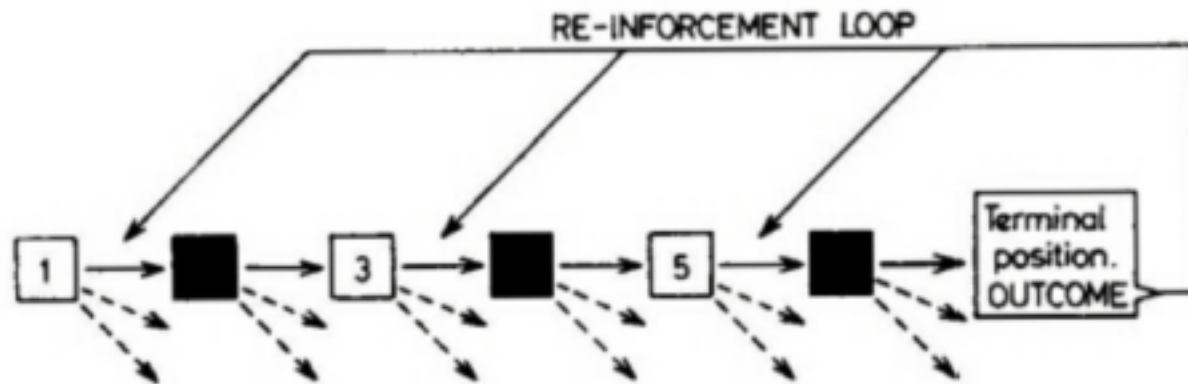 RE-INFORCEMENT LOOP
1
3
5
Terminal
position.
OUTCOME